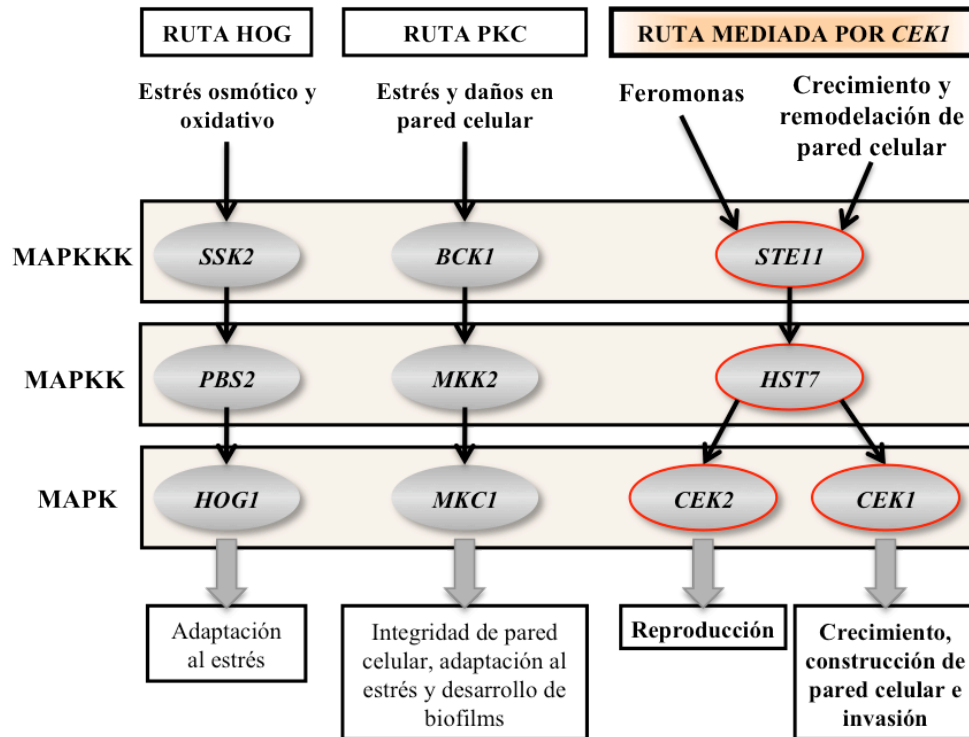 RUTA HOG
RUTA PKC
RUTA MEDIADA POR CEK1
Estrés osmótico y
oxidativo
Estrés y daños en
pared celular
Feromonas
Crecimiento y
remodelación de
pared celular
MAPKKK
SSK2
BCK1
STE11
MAPKK
PBS2
MKK2
HST7
MAPK
HOG1
MKC1
CEK2
CEK1
Adaptación
al estrés
Integridad de pared
celular, adaptación al
estrés y desarrollo de
biofilms
Reproducción
Crecimiento,
construcción de
pared celular e
invasión